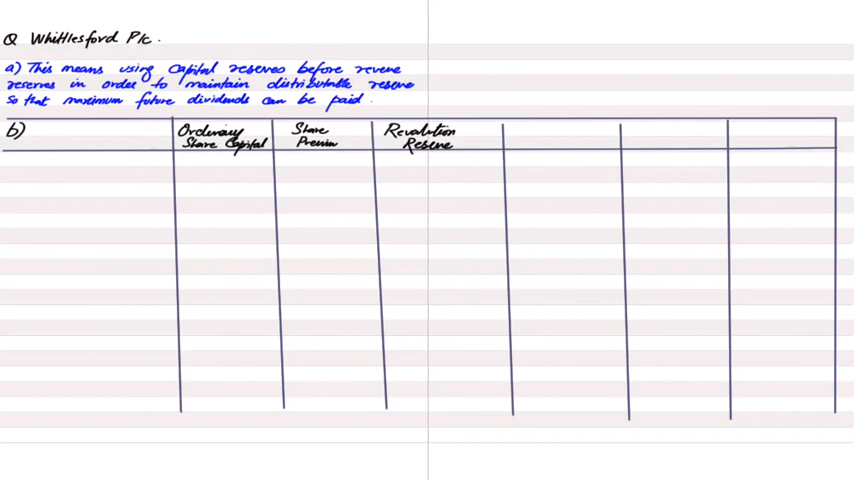 Q Whittlesford Plc.
a) This means using Capital reserves before revenue
reserves in order to maintain distributable reserve
so that maximum future dividends can be paid.
b)
Ordinary
Share Capital
Share
Premium
Revaluation
Reserve